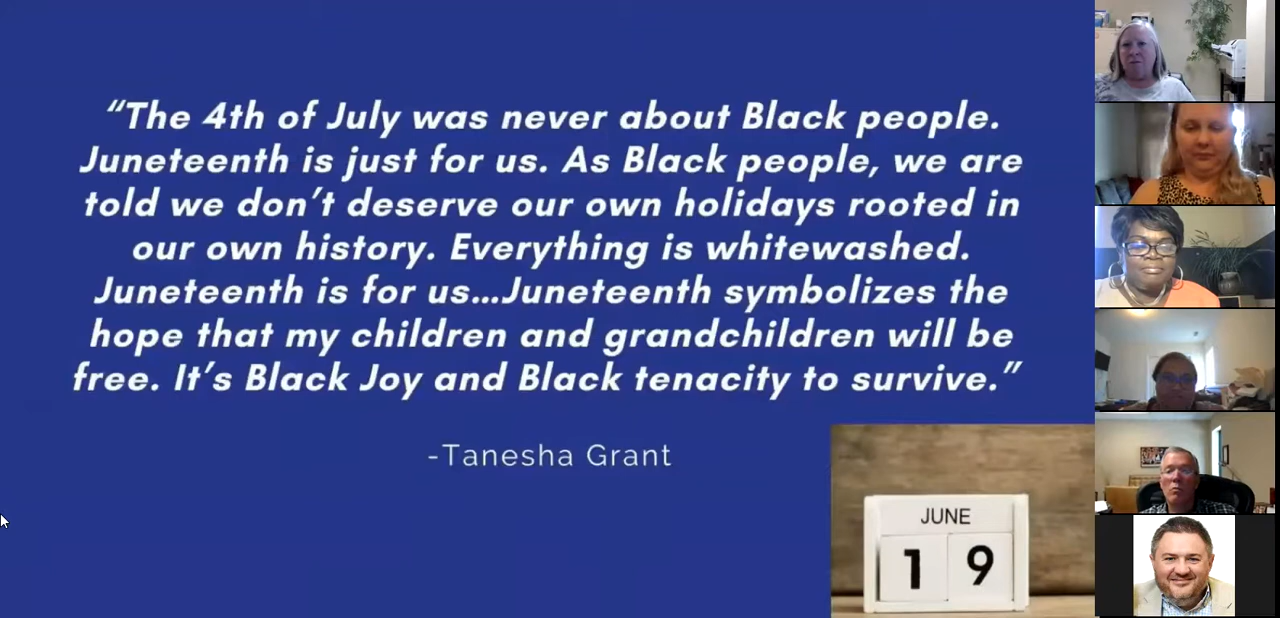 “The 4th of July was never about Black people.
Juneteenth is just for us. As Black people, we are
told we don’t deserve our own holidays rooted in
our own history. Everything is whitewashed.
Juneteenth is for us...Juneteenth symbolizes the
hope that my children and grandchildren will be
free. It’s Black Joy and Black tenacity to survive.”
-Tanesha Grant
JUNE
19